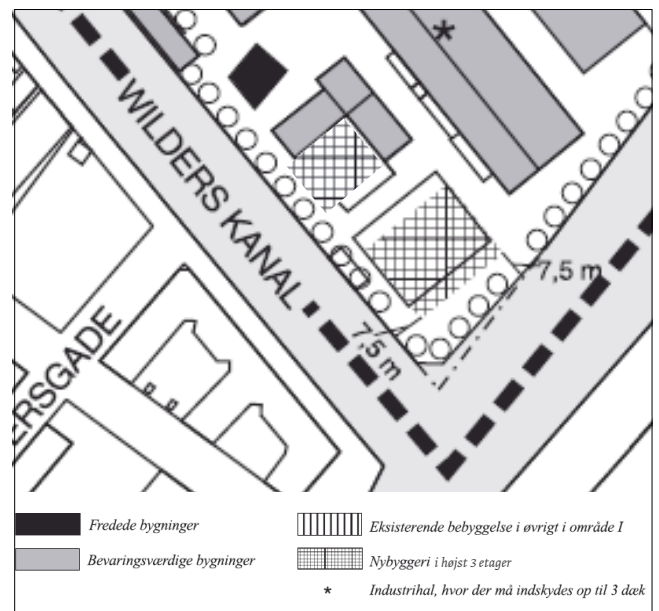 *
WILDERS KANAL
7,5 m
7,5 m
ERSGADE
Fredede bygninger
Eksisterende bebyggelse i øvrigt i område I
Bevaringsværdige bygninger
Nybyggeri i højst 3 etager
* Industrihal, hvor der må indskydes op til 3 dæk